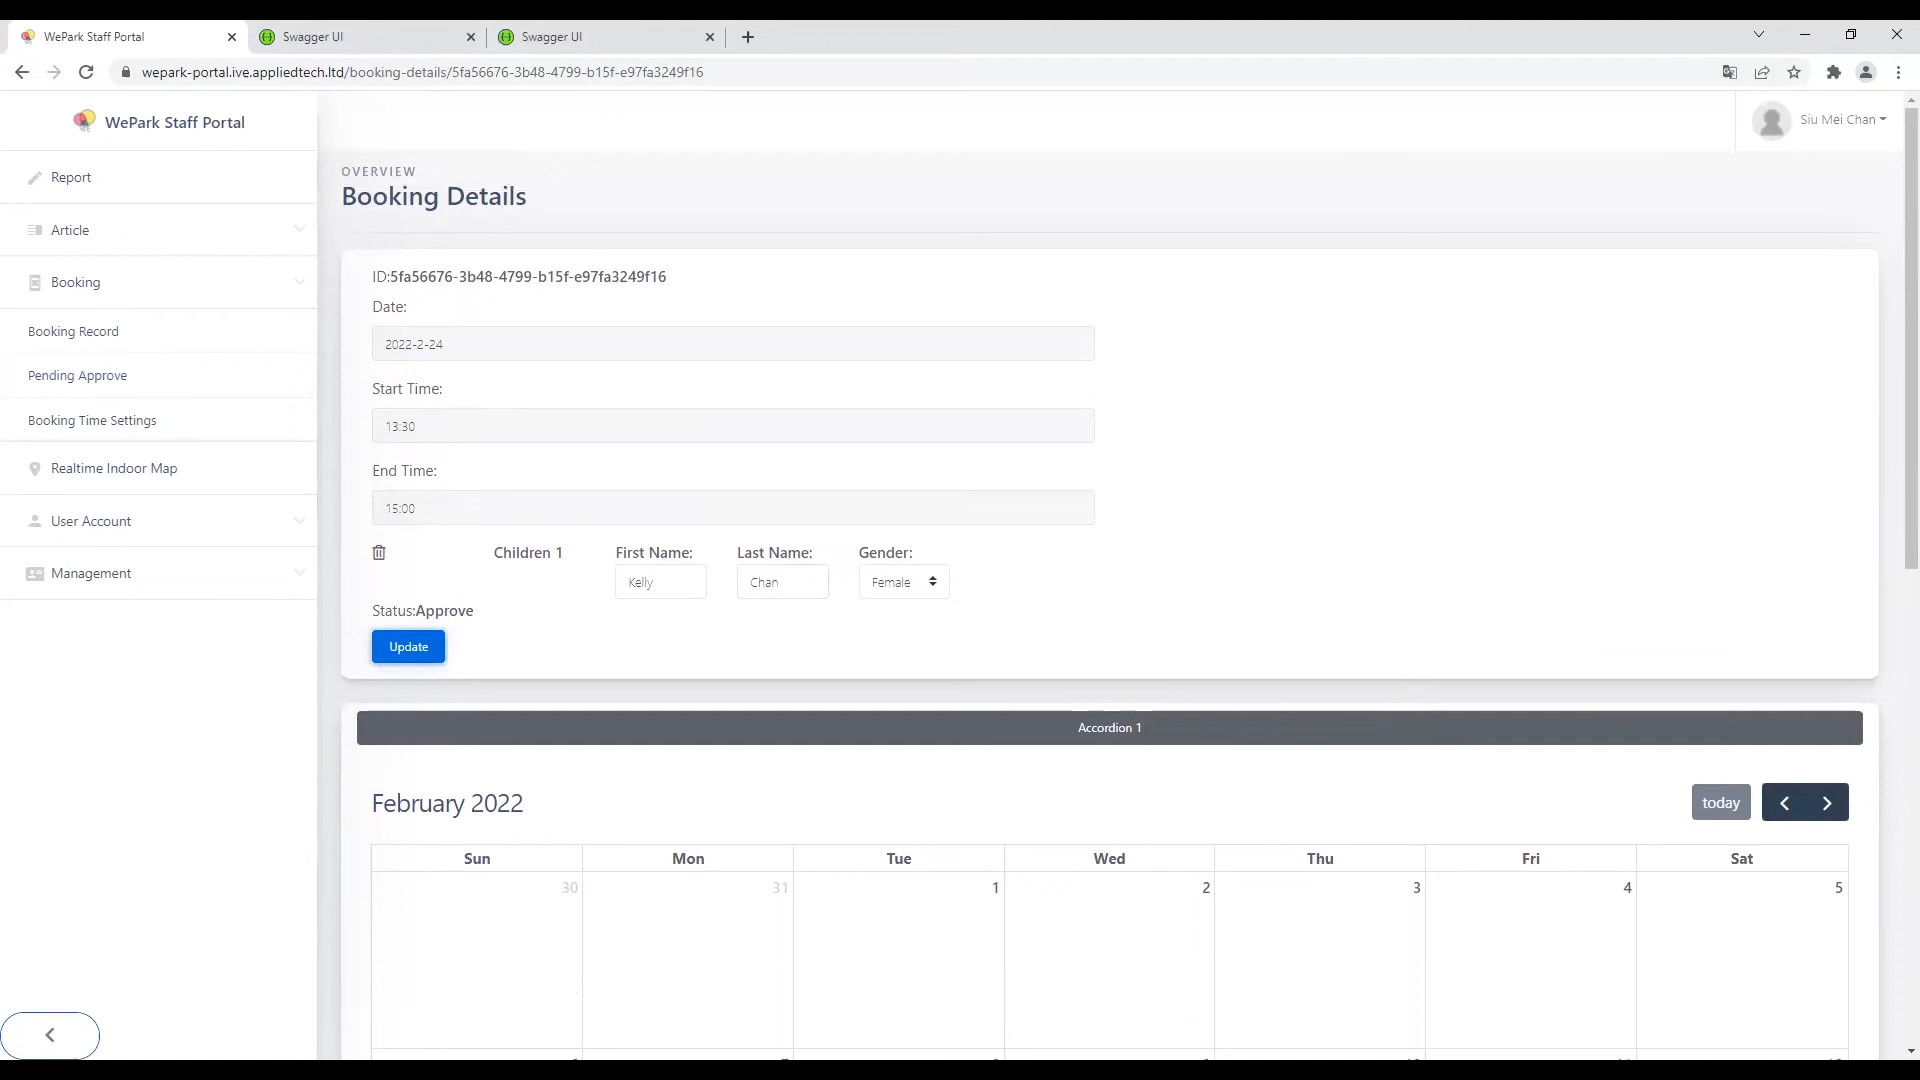 WePark Staff Portal
Swagger UI
Swagger UI
wepark-portal.ive.appliedtech.ltd/booking-details/5fa56676-3b48-4799-b15f-e97fa3249f16
WePark Staff Portal
Siu Mei Chan
Report
Article
Booking
Booking Record
Pending Approve
Booking Time Settings
Realtime Indoor Map
User Account
Management
OVERVIEW
Booking Details
ID:5fa56676-3b48-4799-b15f-e97fa3249f16
Date:
2022-2-24
Start Time:
13:30
End Time:
15:00
Children 1 First Name: Last Name: Gender:
Kelly Chan Female
Status:Approve
Update
Accordion 1
February 2022
today
Sun Mon Tue Wed Thu Fri Sat
30 31 1 2 3 4 5